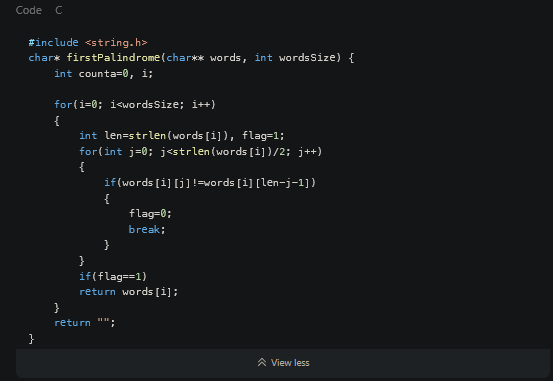 Code C
#include <string.h>
char* firstPalindrome(char** words, int wordsSize) {
    int counta=0, i;
    for(i=0; i<wordsSize; i++)
    {
        int len=strlen(words[i]), flag=1;
        for(int j=0; j<strlen(words[i])/2; j++)
        {
            if(words[i][j]!=words[i][len-j-1])
            {
                flag=0;
                break;
            }
        }
        if(flag==1)
        return words[i];
    }
    return "";
}
View less